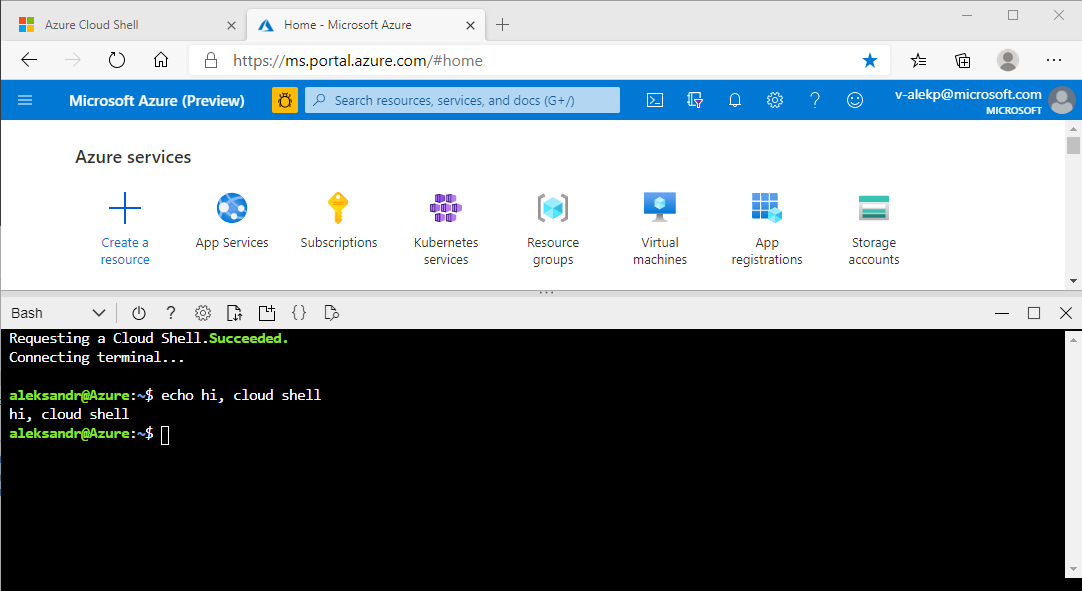 Azure Cloud Shell
Home - Microsoft Azure
https://ms.portal.azure.com/#home
Microsoft Azure (Preview)
Search resources, services, and docs (G+/)
v-alekp@microsoft.com
MICROSOFT
Azure services
Create a
resource
App Services
Subscriptions
Kubernetes
services
Resource
groups
Virtual
machines
App
registrations
Storage
accounts
Bash
Requesting a Cloud Shell.Succeeded.
Connecting terminal...
aleksandr@Azure:~$ echo hi, cloud shell
hi, cloud shell
aleksandr@Azure:~$